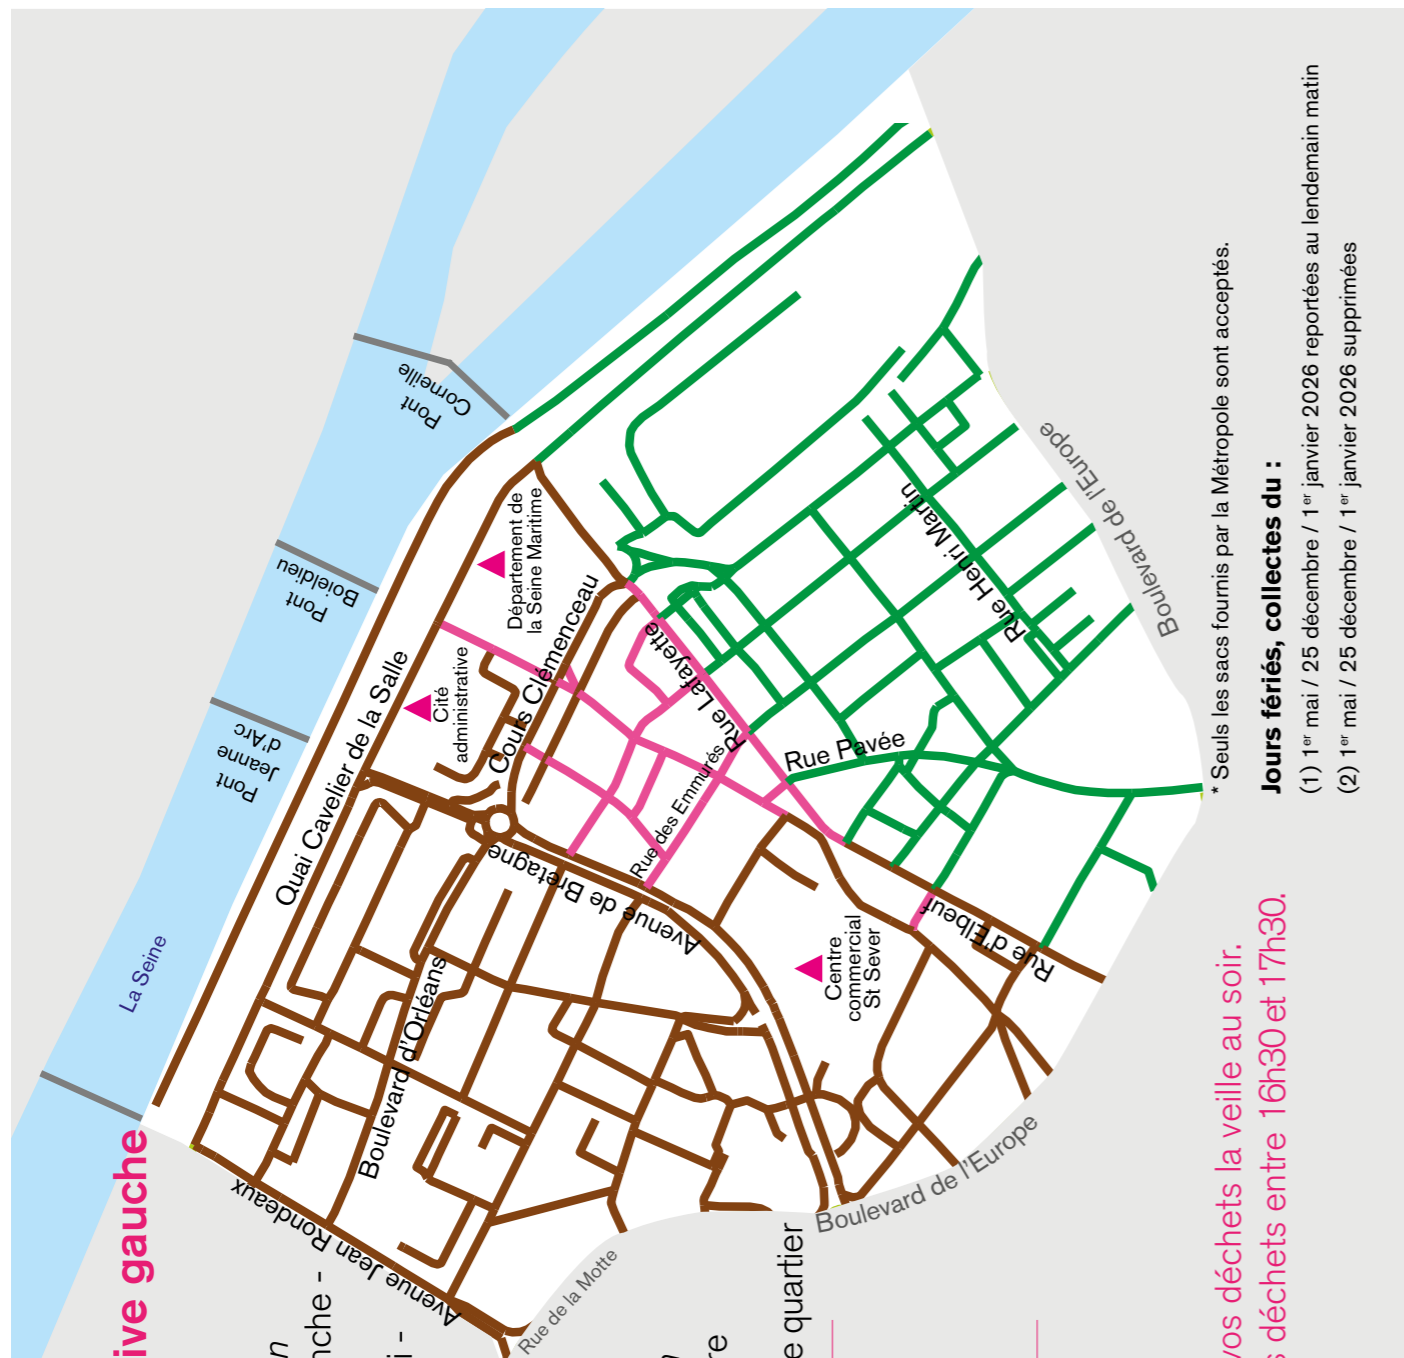 ive gauche
La Seine
Pont
Corneille
Pont
Boieldieu
Pont
Jeanne
d'Arc
Quai Cavelier de la Salle
Département de
la Seine Maritime
Cité
administrative
Cours Clémenceau
Rue Lafayette
Rue des Emmurés
Rue Pavée
Rue Henri Martin
Boulevard de l'Europe
Avenue de Bretagne
Boulevard d'Orléans
Centre
commercial
St Sever
Rue d'Elbeuf
Avenue Jean Rondeaux
Rue de la Motte
Boulevard de l'Europe
n
nche -
i -
re
e quartier
vos déchets la veille au soir.
s déchets entre 16h30 et 17h30.
* Seuls les sacs fournis par la Métropole sont acceptés.
Jours fériés, collectes du :
(1) 1er mai / 25 décembre / 1er janvier 2026 reportées au lendemain matin
(2) 1er mai / 25 décembre / 1er janvier 2026 supprimées